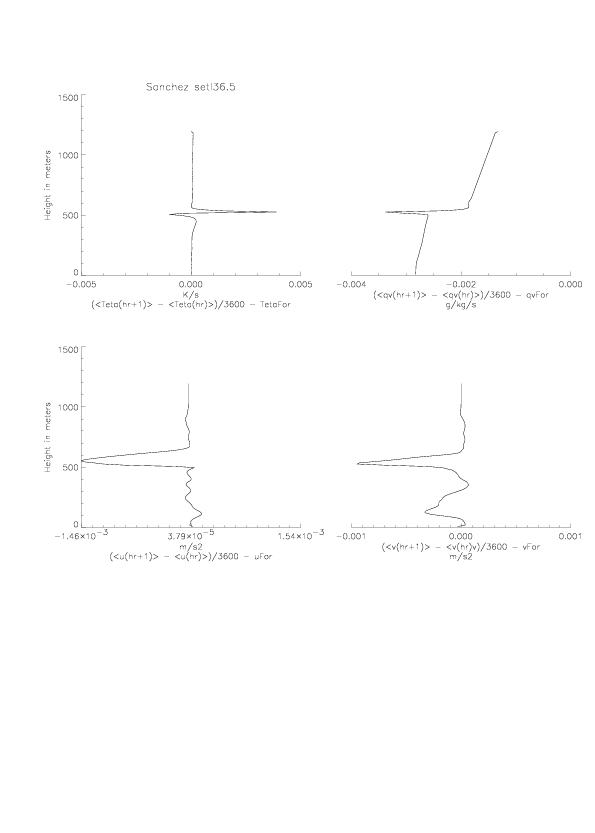 Sanchez setl36.5
1500
1000
500
0
Height in meters
-0.005 0.000 0.005
K/s
(<Teta(hr+1)> - <Teta(hr)>)/3600 - TetaFor
-0.004 -0.002 0.000
(<qv(hr+1)> - <qv(hr)>)/3600 - qvFor
g/kg/s
1500
1000
500
0
Height in meters
-1.46×10-3 3.79×10-5 1.54×10-3
m/s2
(<u(hr+1)> - <u(hr)>)/3600 - uFor
-0.001 0.000 0.001
(<v(hr+1)> - <v(hr)v)/3600 - vFor
m/s2